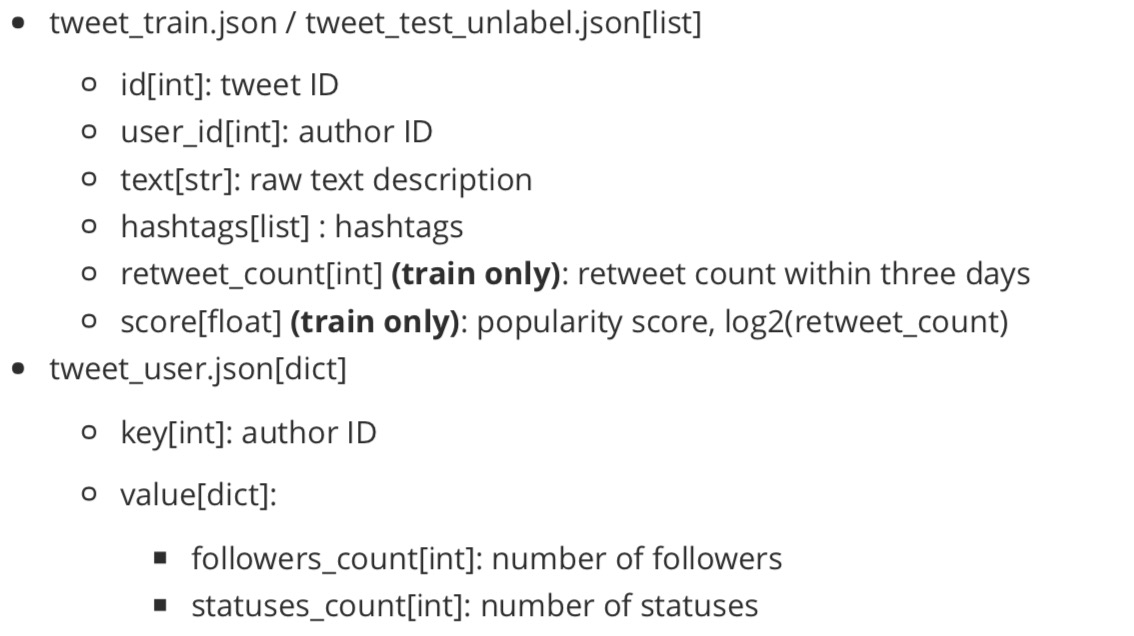 tweet_train.json / tweet_test_unlabel.json[list]
id[int]: tweet ID
user_id[int]: author ID
text[str]: raw text description
hashtags[list] : hashtags
retweet_count[int] (train only): retweet count within three days
score[float] (train only): popularity score, log2(retweet_count)
tweet_user.json[dict]
key[int]: author ID
value[dict]:
followers_count[int]: number of followers
statuses_count[int]: number of statuses